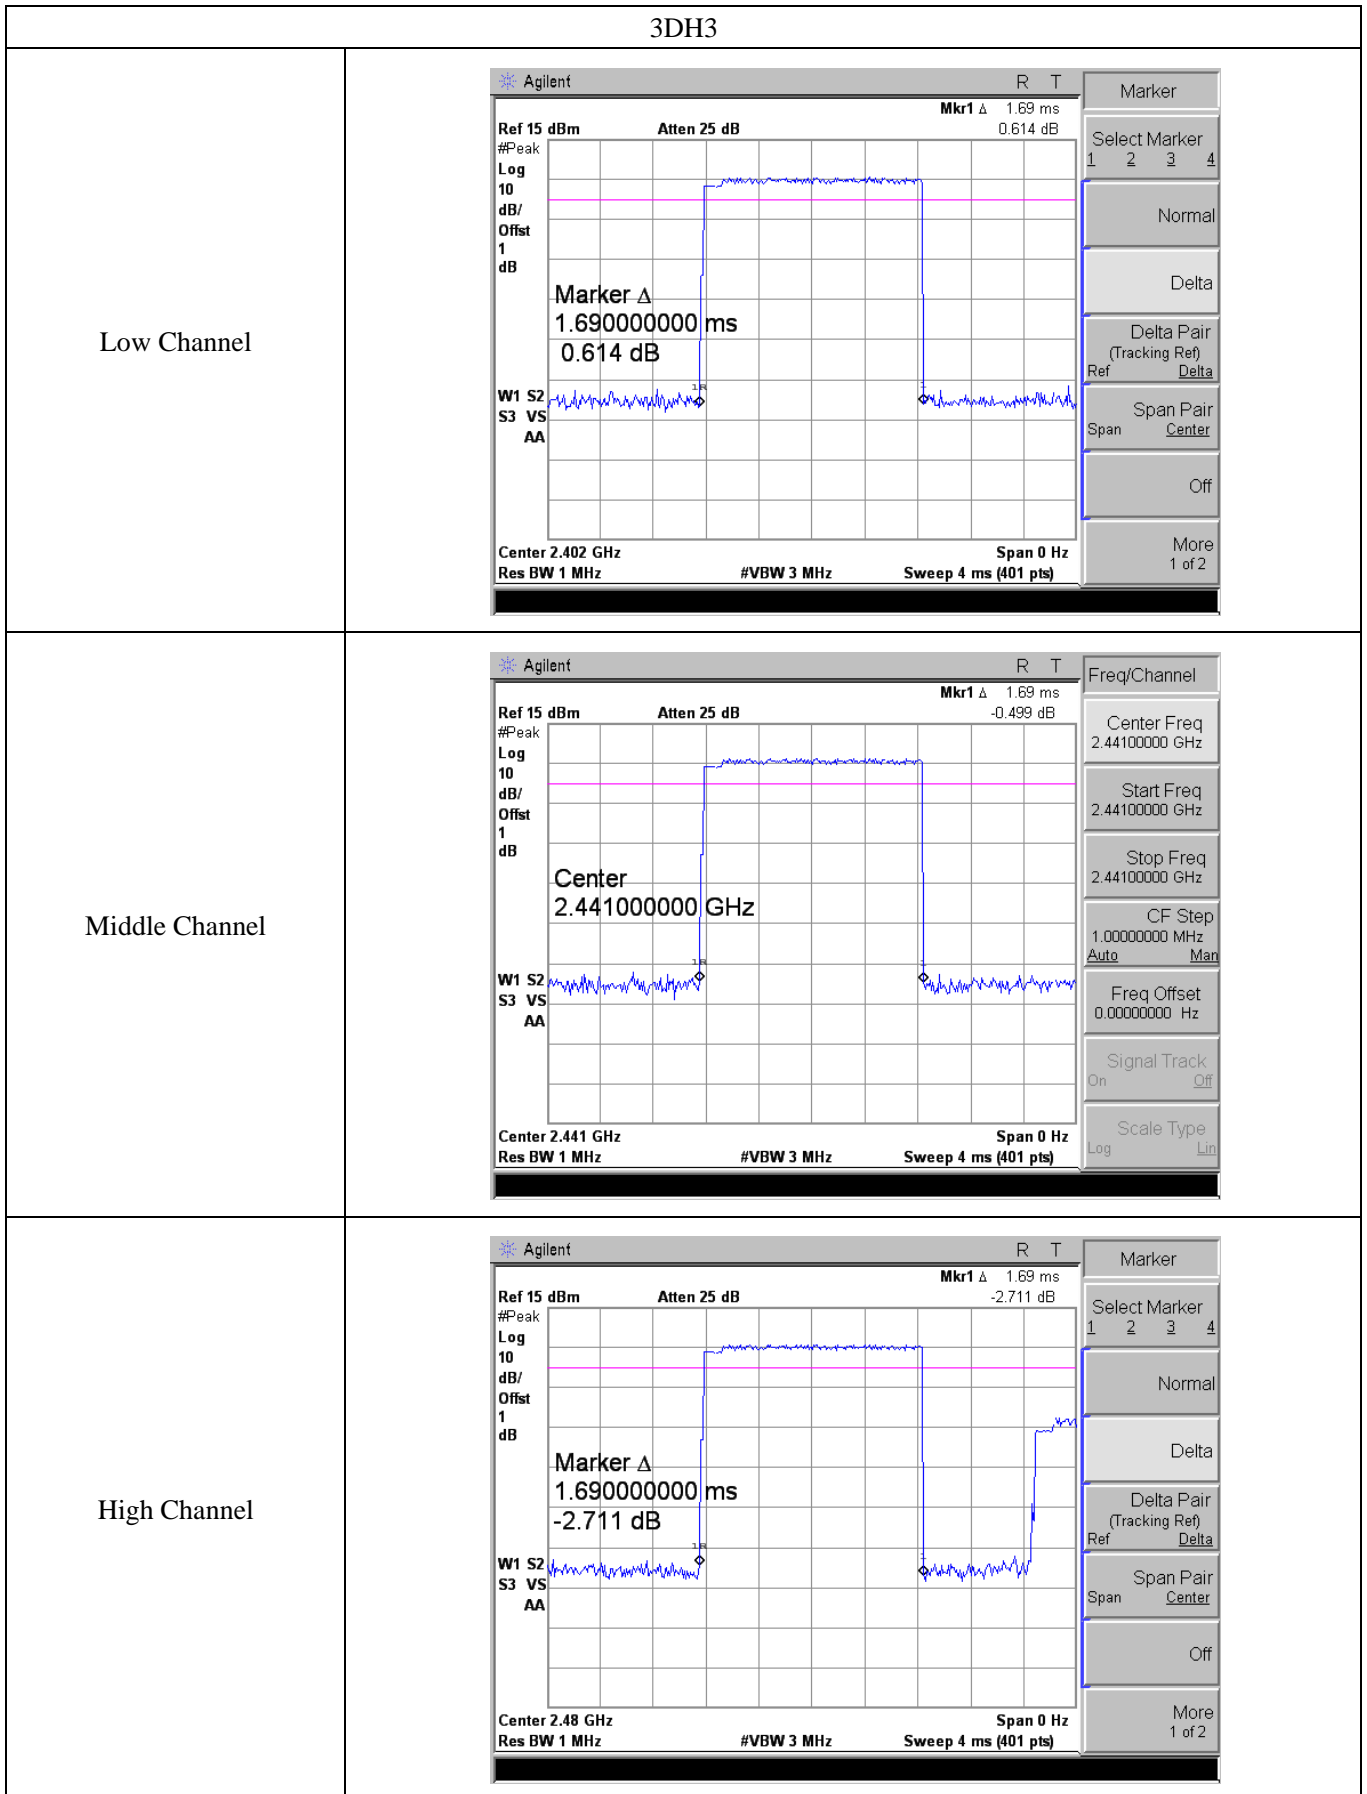 3DH3
Low Channel
Agilent R T
Mkr1 Δ 1.69 ms
Ref 15 dBm Atten 25 dB 0.614 dB
#Peak
Log
10
dB/
Offst
1
dB
Marker Δ
1.690000000 ms
0.614 dB
1R 1
W1 S2
S3 VS
AA
Center 2.402 GHz Span 0 Hz
Res BW 1 MHz #VBW 3 MHz Sweep 4 ms (401 pts)
Marker
Select Marker
1 2 3 4
Normal
Delta
Delta Pair
(Tracking Ref)
Ref Delta
Span Pair
Span Center
Off
More
1 of 2
Middle Channel
Agilent R T
Mkr1 Δ 1.69 ms
Ref 15 dBm Atten 25 dB -0.499 dB
#Peak
Log
10
dB/
Offst
1
dB
Center
2.441000000 GHz
1R 1
W1 S2
S3 VS
AA
Center 2.441 GHz Span 0 Hz
Res BW 1 MHz #VBW 3 MHz Sweep 4 ms (401 pts)
Freq/Channel
Center Freq
2.44100000 GHz
Start Freq
2.44100000 GHz
Stop Freq
2.44100000 GHz
CF Step
1.00000000 MHz
Auto Man
Freq Offset
0.00000000 Hz
Signal Track
On Off
Scale Type
Log Lin
High Channel
Agilent R T
Mkr1 Δ 1.69 ms
Ref 15 dBm Atten 25 dB -2.711 dB
#Peak
Log
10
dB/
Offst
1
dB
Marker Δ
1.690000000 ms
-2.711 dB
1R 1
W1 S2
S3 VS
AA
Center 2.48 GHz Span 0 Hz
Res BW 1 MHz #VBW 3 MHz Sweep 4 ms (401 pts)
Marker
Select Marker
1 2 3 4
Normal
Delta
Delta Pair
(Tracking Ref)
Ref Delta
Span Pair
Span Center
Off
More
1 of 2